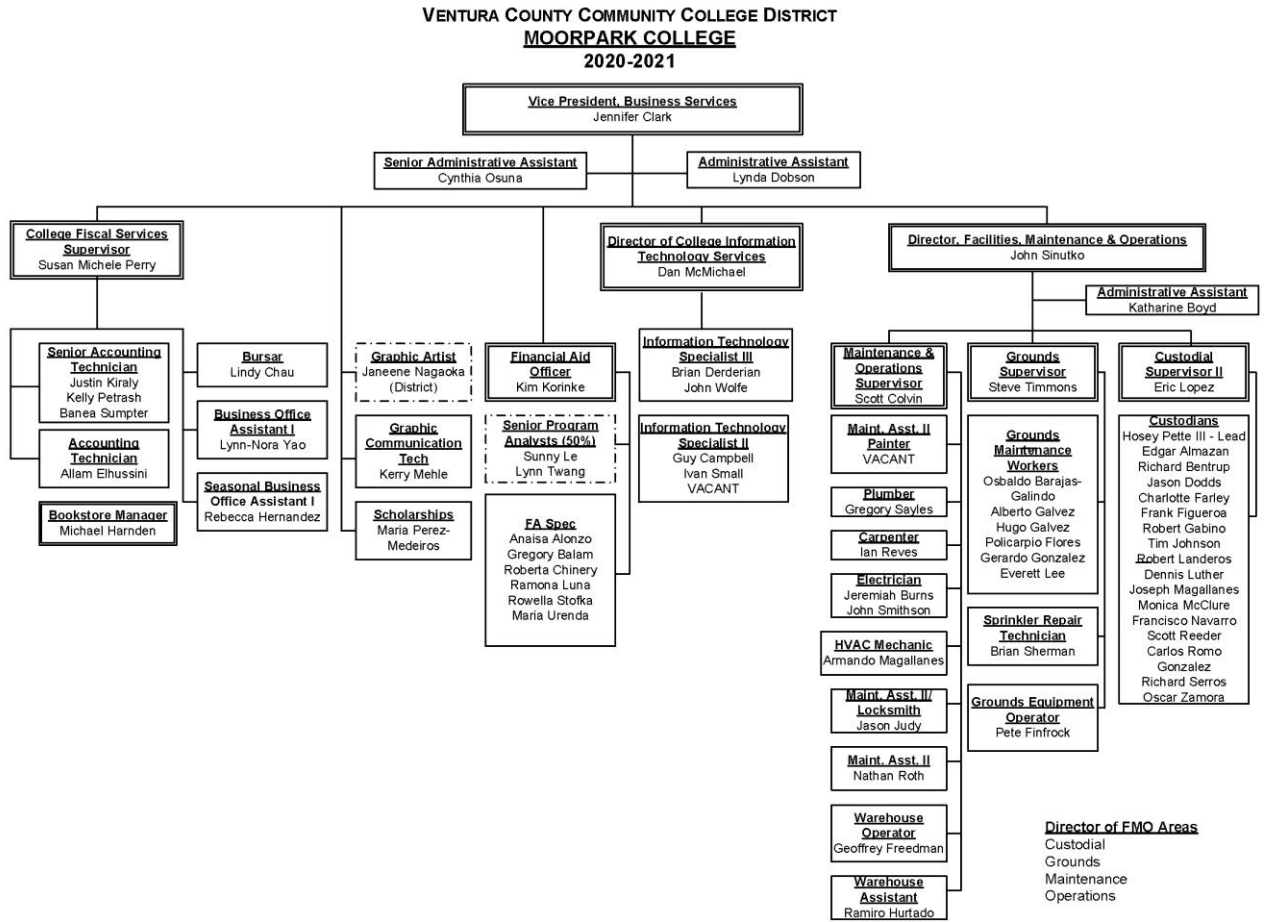 VENTURA COUNTY COMMUNITY COLLEGE DISTRICT
MOORPARK COLLEGE
2020-2021
Vice President, Business Services
Jennifer Clark
Senior Administrative Assistant
Cynthia Osuna
Administrative Assistant
Lynda Dobson
College Fiscal Services
Supervisor
Susan Michele Perry
Director of College Information
Technology Services
Dan McMichael
Director, Facilities, Maintenance & Operations
John Sinutko
Administrative Assistant
Katharine Boyd
Senior Accounting
Technician
Justin Kiraly
Kelly Petrash
Banea Sumpter
Accounting
Technician
Allam Elhussini
Bookstore Manager
Michael Harnden
Bursar
Lindy Chau
Business Office
Assistant I
Lynn-Nora Yao
Seasonal Business
Office Assistant I
Rebecca Hernandez
Graphic Artist
Janeene Nagaoka
(District)
Graphic
Communication
Tech
Kerry Mehle
Scholarships
Maria Perez-
Medeiros
Financial Aid
Officer
Kim Korinke
Senior Program
Analysts (50%)
Sunny Le
Lynn Twang
FA Spec
Anaisa Alonzo
Gregory Balam
Roberta Chinery
Ramona Luna
Rowella Stofka
Maria Urenda
Information Technology
Specialist III
Brian Derderian
John Wolfe
Information Technology
Specialist II
Guy Campbell
Ivan Small
VACANT
Maintenance &
Operations
Supervisor
Scott Colvin
Maint. Asst. II
Painter
VACANT
Plumber
Gregory Sayles
Carpenter
Ian Reves
Electrician
Jeremiah Burns
John Smithson
HVAC Mechanic
Armando Magallanes
Maint. Asst. II/
Locksmith
Jason Judy
Maint. Asst. II
Nathan Roth
Warehouse
Operator
Geoffrey Freedman
Warehouse
Assistant
Ramiro Hurtado
Grounds
Supervisor
Steve Timmons
Grounds
Maintenance
Workers
Osbaldo Barajas-
Galindo
Alberto Galvez
Hugo Galvez
Policarpio Flores
Gerardo Gonzalez
Everett Lee
Sprinkler Repair
Technician
Brian Sherman
Grounds Equipment
Operator
Pete Finfrock
Custodial
Supervisor II
Eric Lopez
Custodians
Hosey Pette III - Lead
Edgar Almazan
Richard Bentrup
Jason Dodds
Charlotte Farley
Frank Figueroa
Robert Gabino
Tim Johnson
Robert Landeros
Dennis Luther
Joseph Magallanes
Monica McClure
Francisco Navarro
Scott Reeder
Carlos Romo
Gonzalez
Richard Serros
Oscar Zamora
Director of FMO Areas
Custodial
Grounds
Maintenance
Operations